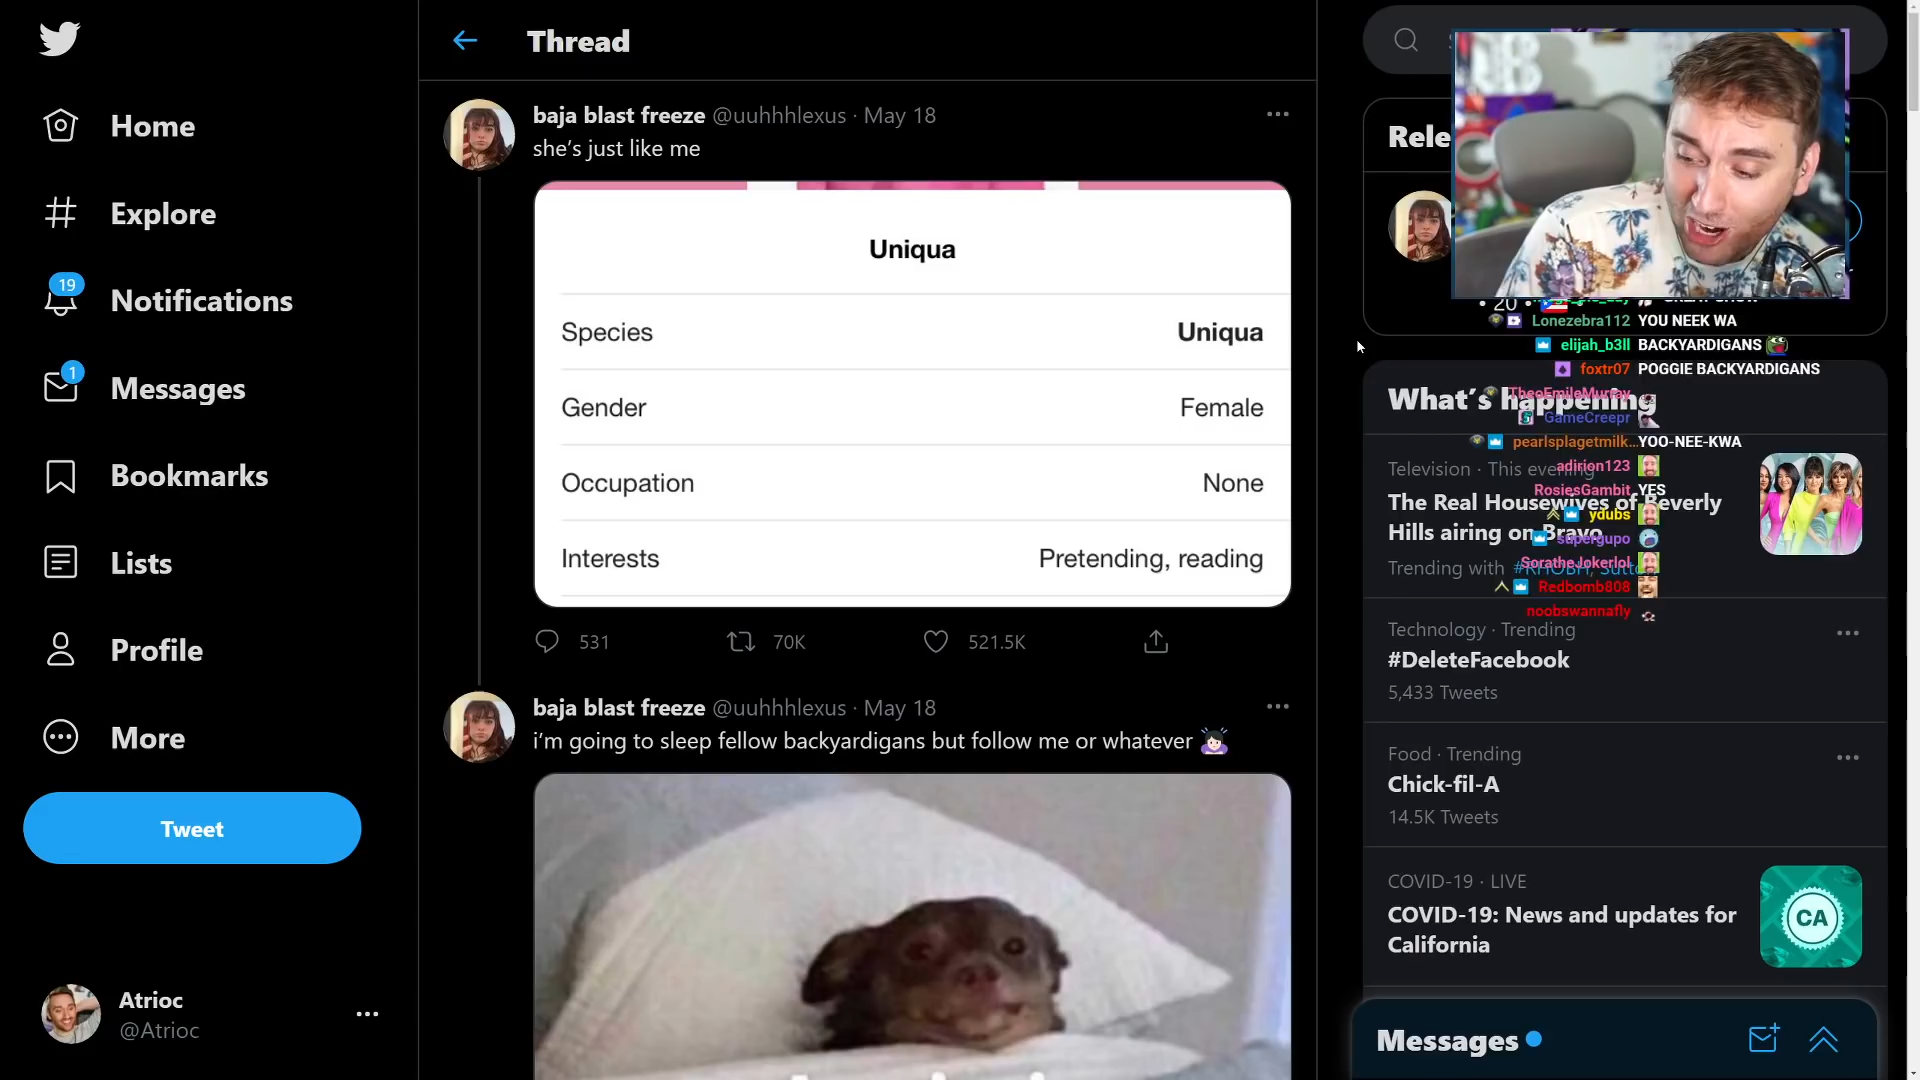 Home
Explore
19
Notifications
1
Messages
Bookmarks
Lists
Profile
More
Tweet
Atrioc
@Atrioc
Thread
baja blast freeze @uuhhhlexus · May 18
she's just like me
Uniqua
Species Uniqua
Gender Female
Occupation None
Interests Pretending, reading
531 70K 521.5K
baja blast freeze @uuhhhlexus · May 18
i'm going to sleep fellow backyardigans but follow me or whatever
Rele
Lonezebra112 YOU NEEK WA
elijah_b3ll BACKYARDIGANS
foxtr07 POGGIE BACKYARDIGANS
TheoEmileMurray
GameCreepr
pearlsplagetmilk... YOO-NEE-KWA
adirion123
RosiesGambit YES
ydubs
supergupo
SoratheJokerlol
Redbomb808
noobswannafly
What's happening
Television · This evening
The Real Housewives of Beverly
Hills airing on Bravo
Trending with #RHOBH,
Technology · Trending
#DeleteFacebook
5,433 Tweets
Food · Trending
Chick-fil-A
14.5K Tweets
COVID-19 · LIVE
COVID-19: News and updates for
California
CA
Messages